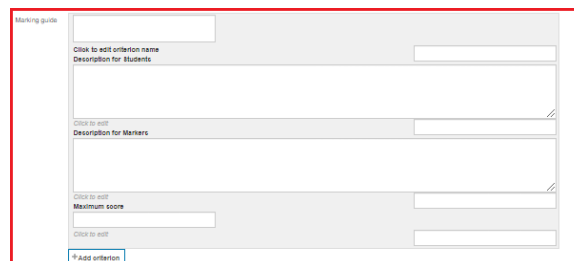 Marking guide
Click to edit criterion name
Description for Students
Click to edit
Description for Markers
Click to edit
Maximum score
Click to edit
+Add criterion